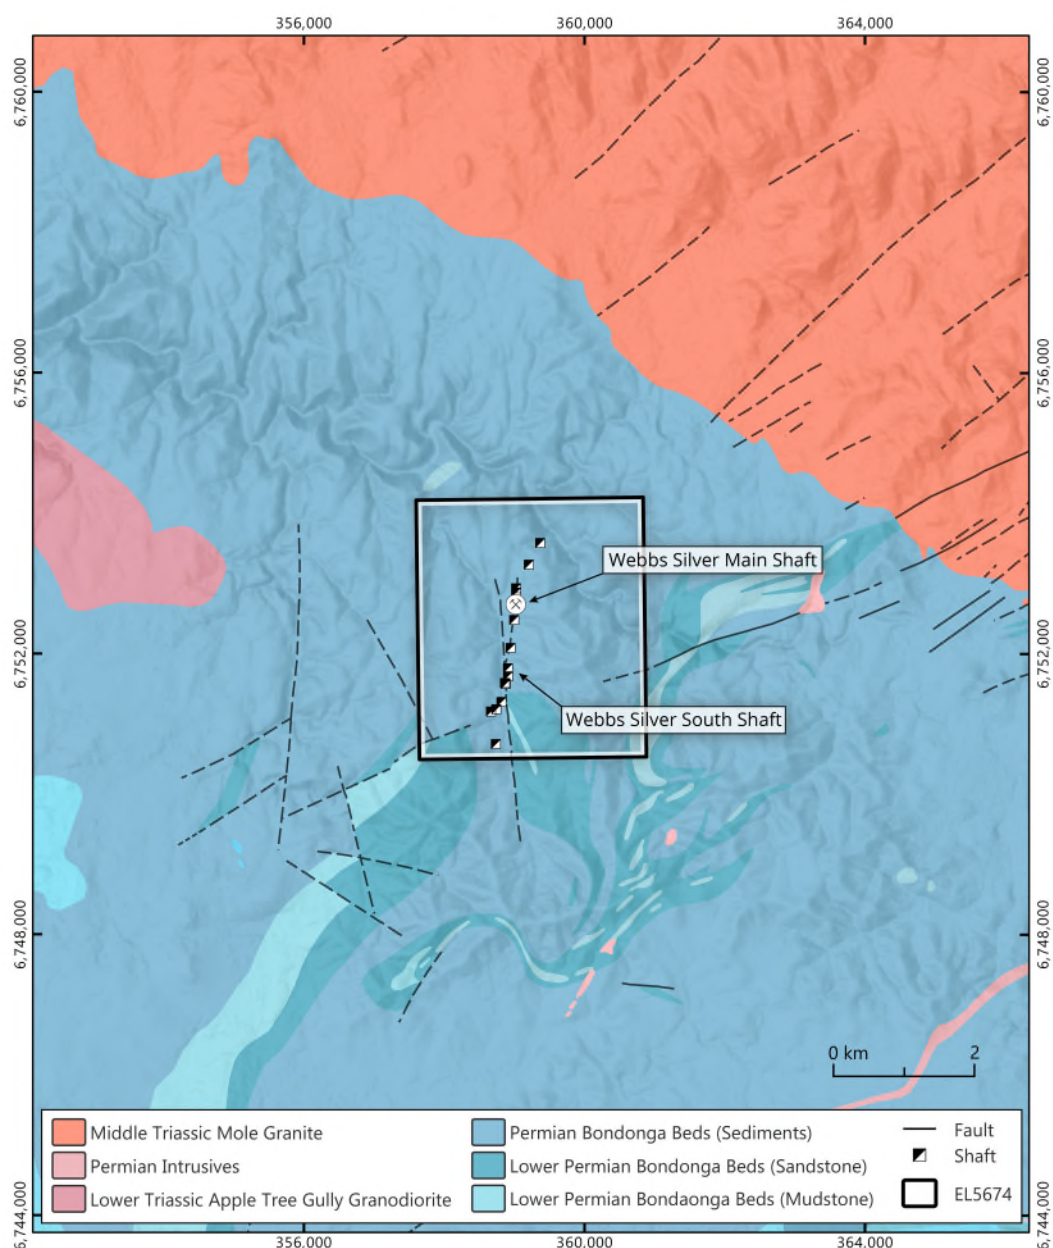 356,000
360,000
364,000
6,760,000
6,760,000
6,756,000
6,756,000
Webbs Silver Main Shaft
6,752,000
6,752,000
Webbs Silver South Shaft
6,748,000
6,748,000
0 km
2
Middle Triassic Mole Granite
Permian Intrusives
Lower Triassic Apple Tree Gully Granodiorite
Permian Bondonga Beds (Sediments)
Lower Permian Bondonga Beds (Sandstone)
Lower Permian Bondaonga Beds (Mudstone)
Fault
Shaft
EL5674
6,744,000
6,744,000
356,000
360,000
364,000